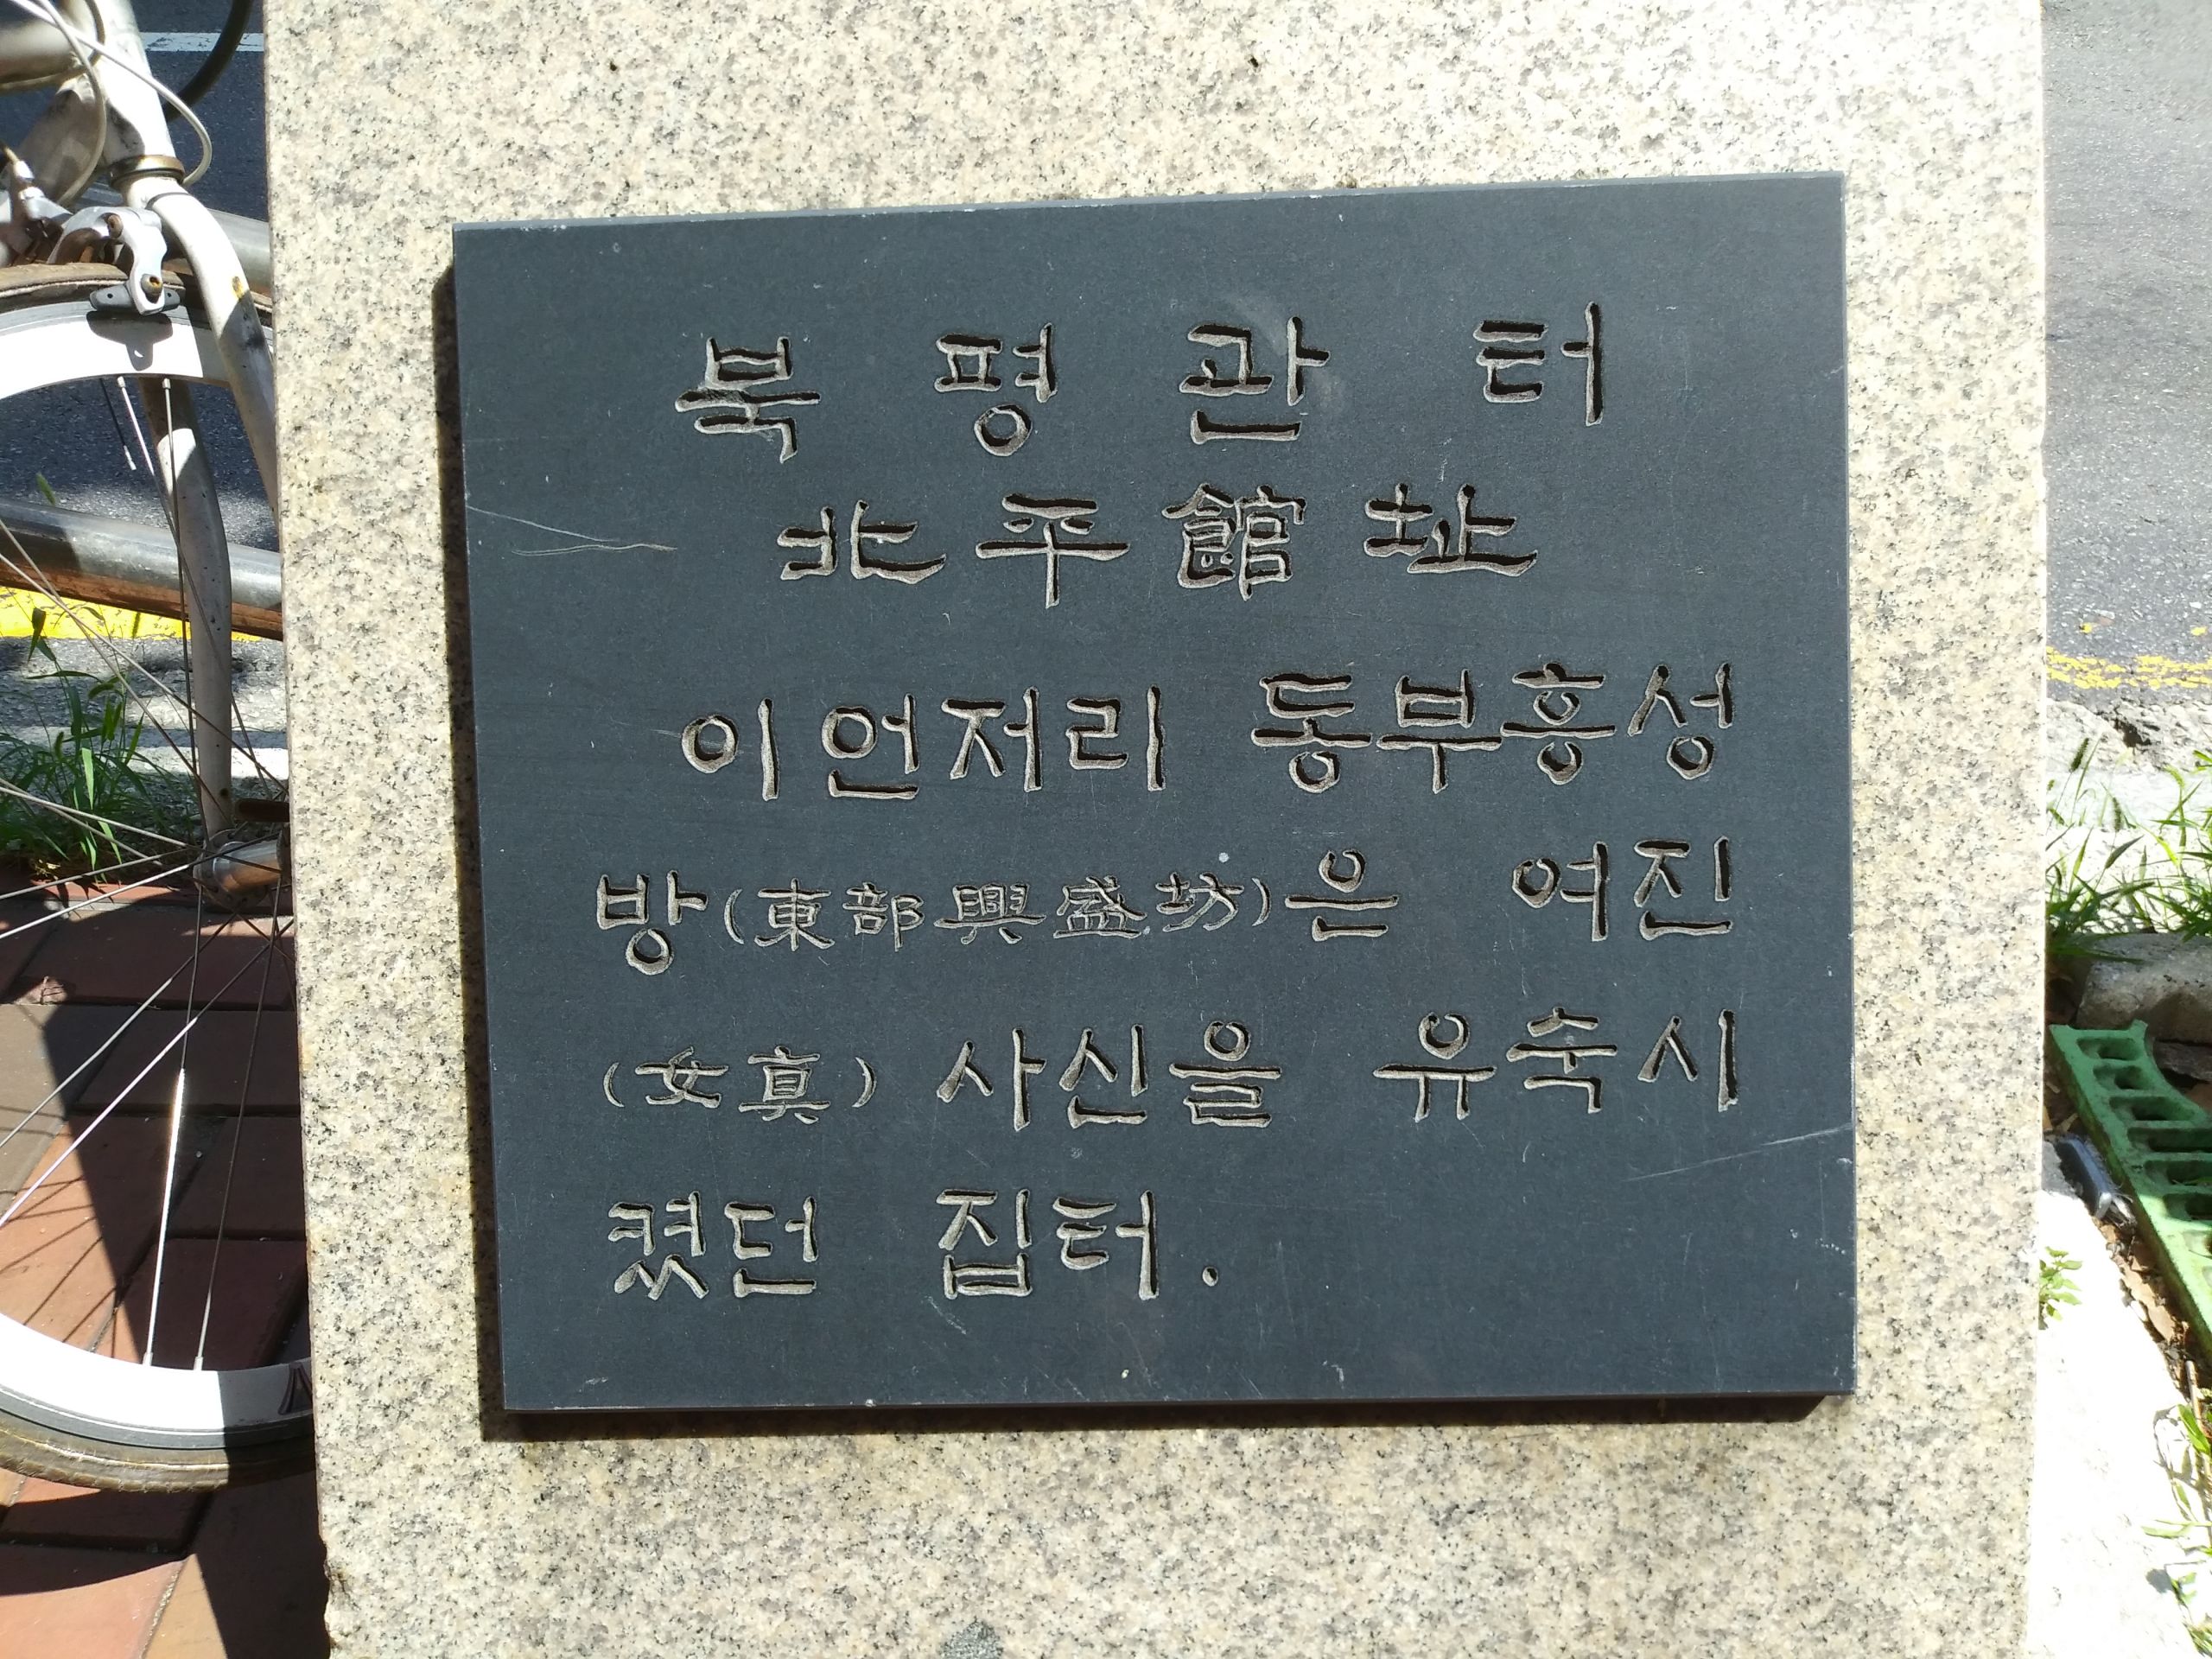 북평관터
北平館址
이언저리 동부흥성
방(東部興盛坊)은 여진
(女真) 사신을 유숙시
켰던 집터.